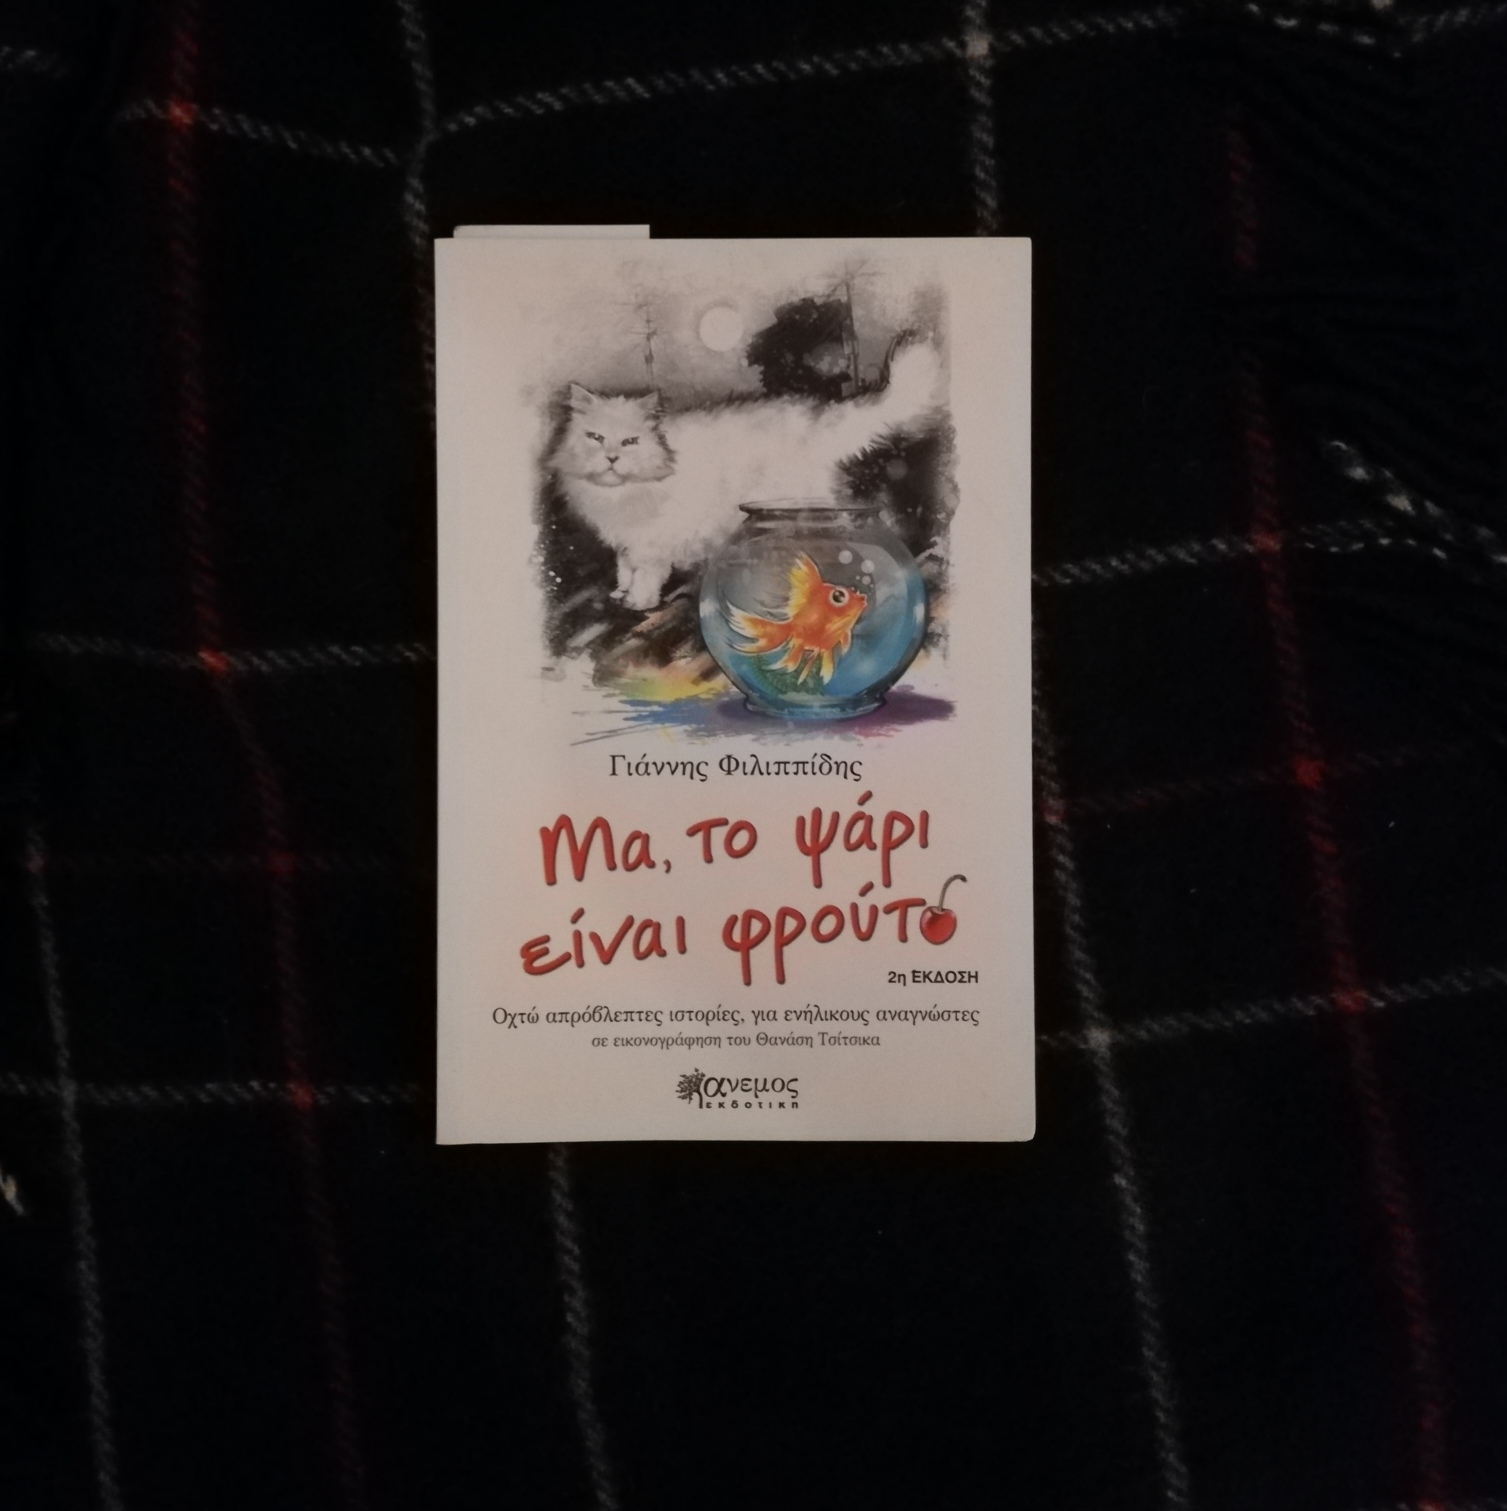 Γιάννης Φιλιππίδης
Μα, το ψάρι
είναι φρούτο
2η ΕΚΔΟΣΗ
Οχτώ απρόβλεπτες ιστορίες, για ενήλικους αναγνώστες
σε εικονογράφηση του Θανάση Τσίτσικα
άνεμος
εκδοτική